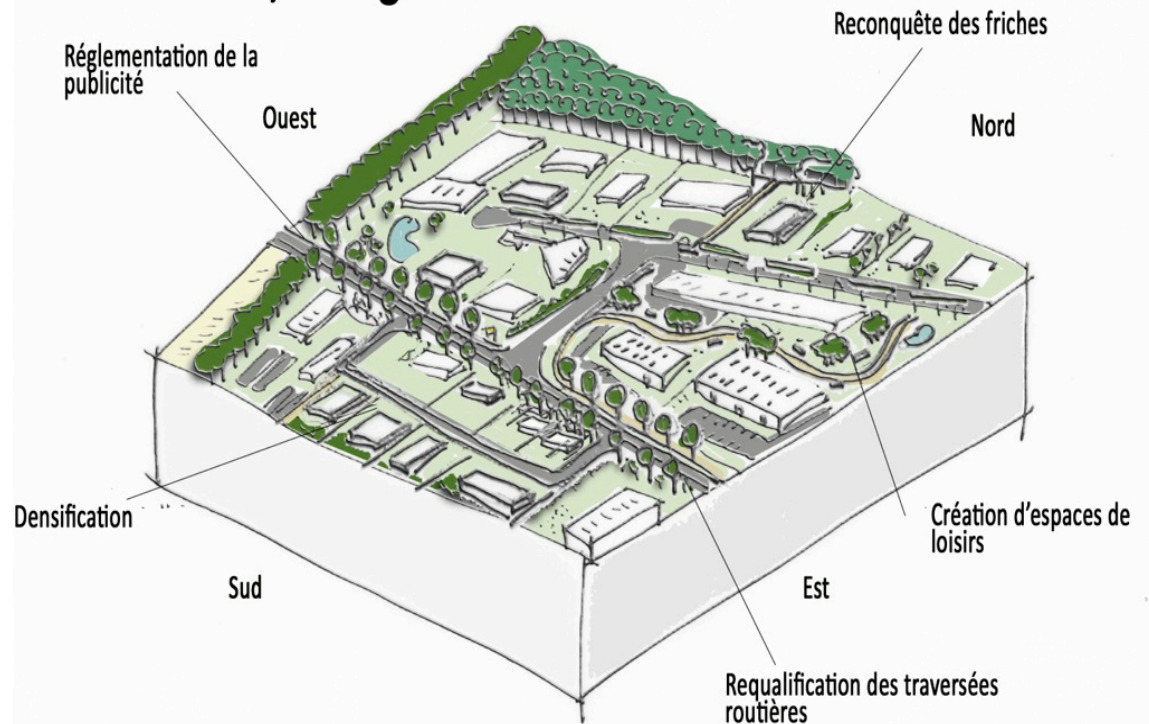 Reconquête des friches
Réglementation de la
publicité
Ouest
Nord
Densification
Création d'espaces de
loisirs
Sud
Est
Requalification des traversées
routières